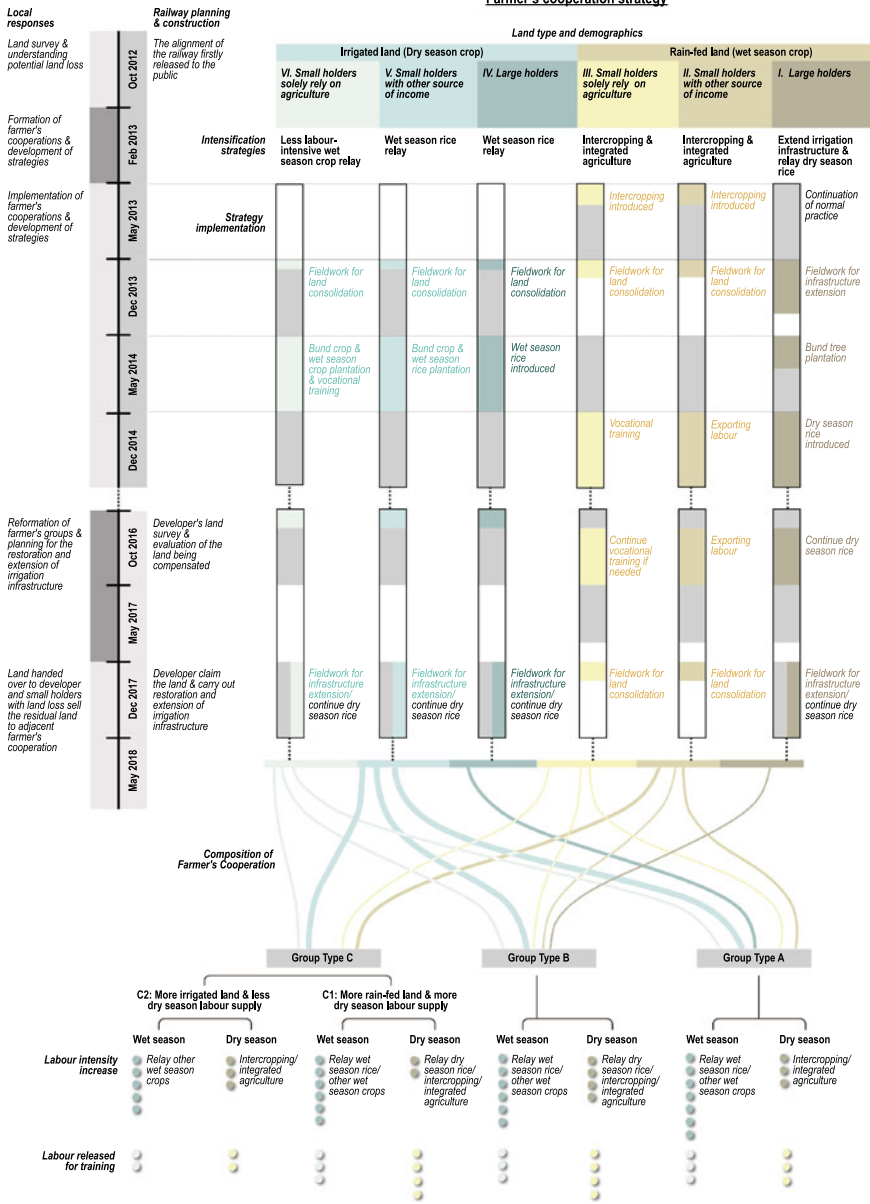 Farmer's cooperation strategy
Local
responses
Railway planning
& construction
Land survey &
understanding
potential land loss
The alignment of
the railway firstly
released to the
public
Oct 2012
Formation of
farmer's
cooperations &
development of
strategies
Feb 2013
Implementation of
farmer's
cooperations &
development of
strategies
May 2013
Dec 2013
May 2014
Dec 2014
Reformation of
farmer's groups &
planning for the
restoration and
extension of
irrigation
infrastructure
Developer's land
survey &
evaluation of the
land being
compensated
Oct 2016
May 2017
Land handed
over to developer
and small holders
with land loss sell
the residual land
to adjacent
farmer's
cooperation
Developer claim
the land & carry out
restoration and
extension of
irrigation
infrastructure
Dec 2017
May 2018
Land type and demographics
Irrigated land (Dry season crop)
Rain-fed land (wet season crop)
VI. Small holders
solely rely on
agriculture
V. Small holders
with other source
of income
IV. Large holders
III. Small holders
solely rely on
agriculture
II. Small holders
with other source
of income
I. Large holders
Intensification
strategies
Less labour-
intensive wet
season crop relay
Wet season rice
relay
Wet season rice
relay
Intercropping &
integrated
agriculture
Intercropping &
integrated
agriculture
Extend irrigation
infrastructure &
relay dry season
rice
Strategy
implementation
Intercropping
introduced
Intercropping
introduced
Continuation
of normal
practice
Fieldwork for
land
consolidation
Fieldwork for
land
consolidation
Fieldwork for
land
consolidation
Fieldwork for
land
consolidation
Fieldwork for
land
consolidation
Fieldwork for
infrastructure
extension
Bund crop &
wet season
crop plantation
& vocational
training
Bund crop &
wet season
rice plantation
Wet season
rice
introduced
Bund tree
plantation
Vocational
training
Exporting
labour
Dry season
rice
introduced
Continue
vocational
training if
needed
Exporting
labour
Continue dry
season rice
Fieldwork for
infrastructure
extension/
continue dry
season rice
Fieldwork for
infrastructure
extension/
continue dry
season rice
Fieldwork for
infrastructure
extension/
continue dry
season rice
Fieldwork for
land
consolidation
Fieldwork for
land
consolidation
Fieldwork for
infrastructure
extension/
continue dry
season rice
Composition of
Farmer's Cooperation
Group Type C
Group Type B
Group Type A
C2: More irrigated land & less
dry season labour supply
C1: More rain-fed land & more
dry season labour supply
Wet season
Dry season
Wet season
Dry season
Wet season
Dry season
Wet season
Dry season
Labour intensity
increase
Relay other
wet season
crops
Intercropping/
integrated
agriculture
Relay wet
season rice/
other wet
season crops
Relay dry
season rice/
intercropping/
integrated
agriculture
Relay wet
season rice/
other wet
season crops
Relay dry
season rice/
intercropping/
integrated
agriculture
Relay wet
season rice/
other wet
season crops
Intercropping/
integrated
agriculture
Labour released
for training